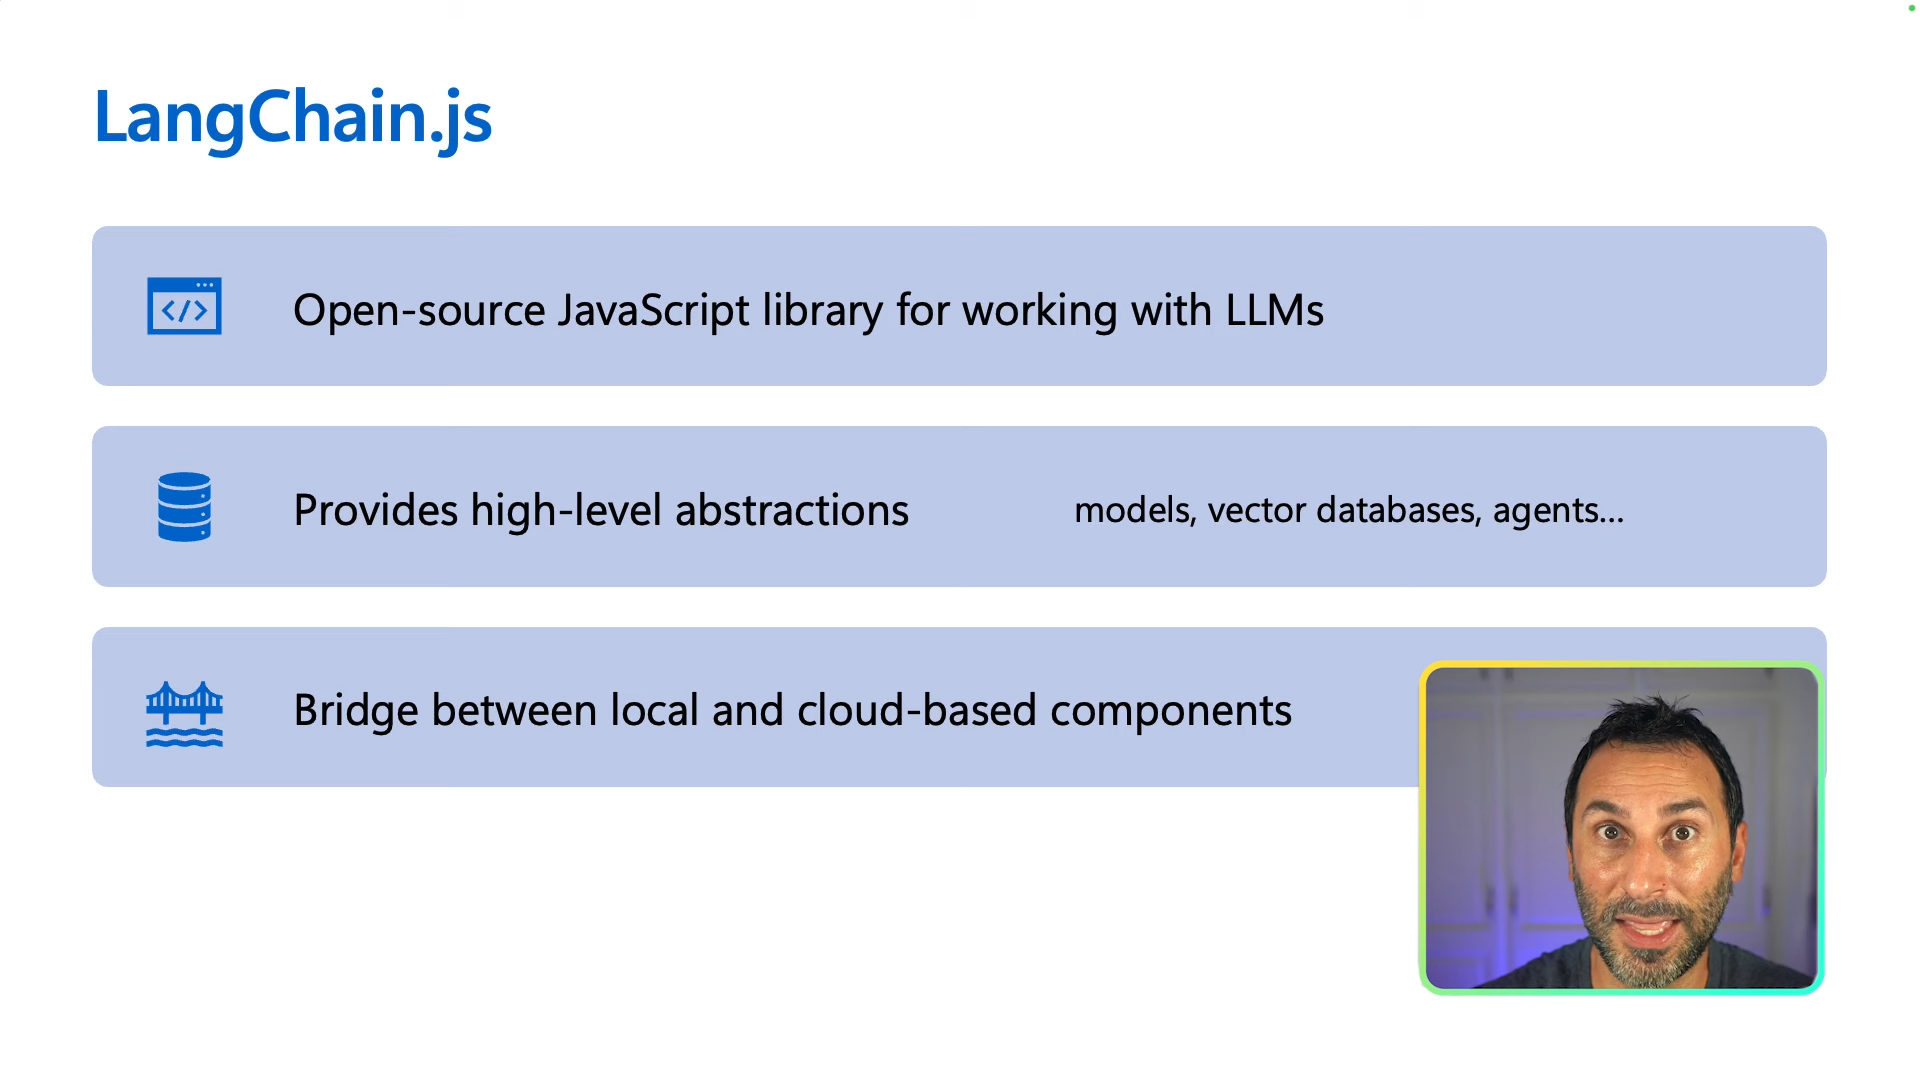 LangChain.js
Open-source JavaScript library for working with LLMs
Provides high-level abstractions
models, vector databases, agents...
Bridge between local and cloud-based components